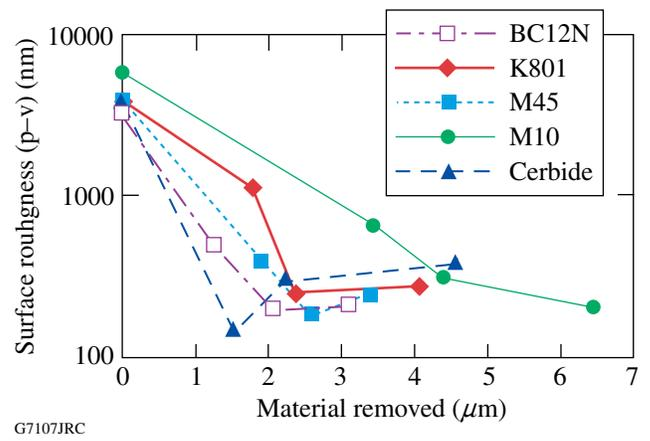 10000
1000
100
Surface rouhgness (p–v) (nm)
BC12N
K801
M45
M10
Cerbide
0 1 2 3 4 5 6 7
Material removed (μm)
G7107JRC